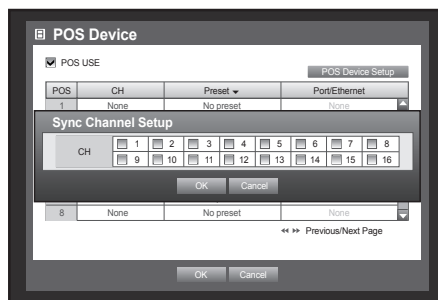 POS Device
POS USE
POS Device Setup
POS CH Preset Port/Ethernet
1 None No preset None
Sync Channel Setup
CH 1 2 3 4 5 6 7 8
9 10 11 12 13 14 15 16
OK Cancel
8 None No preset None
Previous/Next Page
OK Cancel